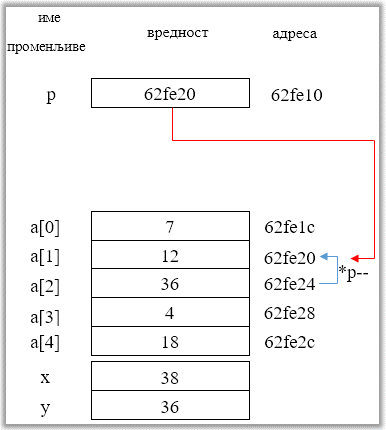 име
променљиве
вредност
адреса
p 62fe20 62fe10
a[0] 7 62fe1c
a[1] 12 62fe20
*p--
a[2] 36 62fe24
a[3] 4 62fe28
a[4] 18 62fe2c
x 38
y 36